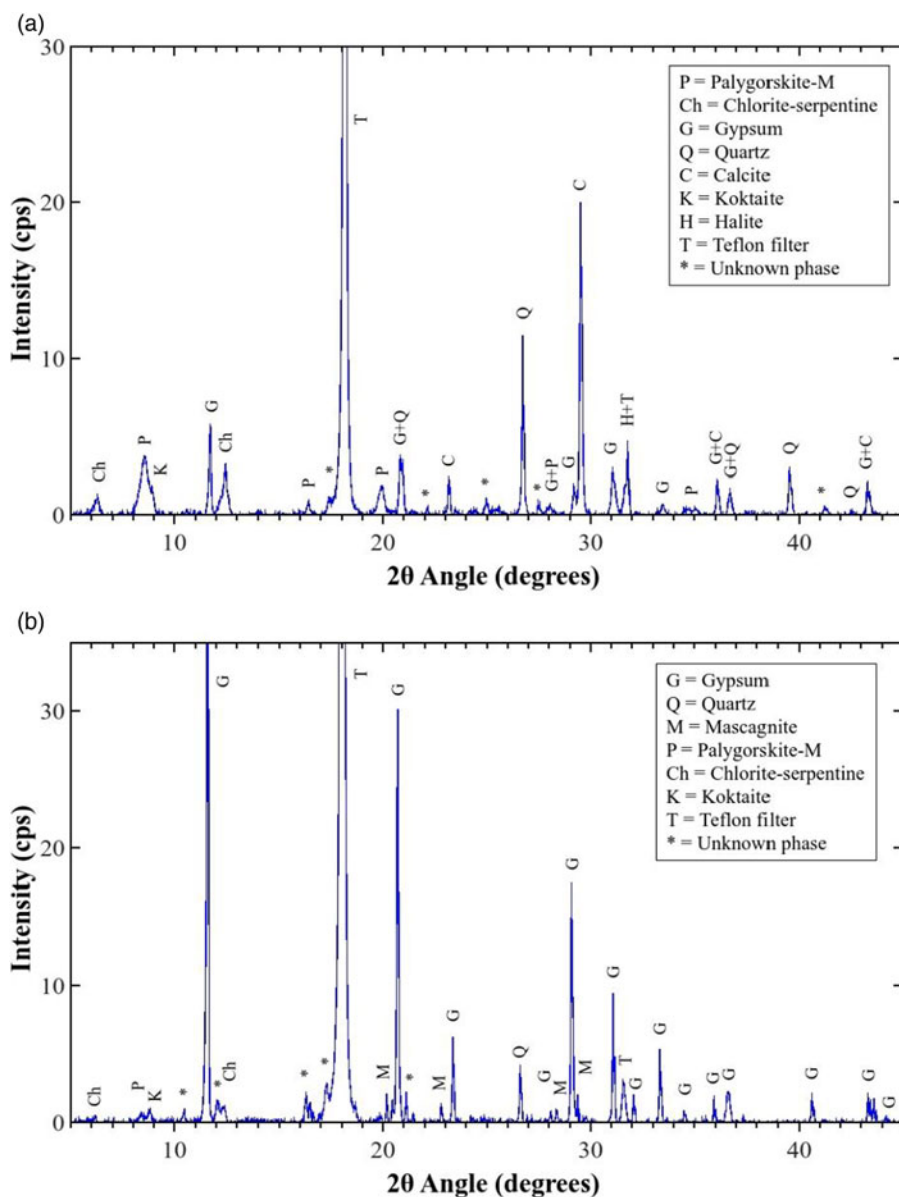 (a)
30
20
10
0
Intensity (cps)
10
20
30
40
2θ Angle (degrees)
P = Palygorskite-M
Ch = Chlorite-serpentine
G = Gypsum
Q = Quartz
C = Calcite
K = Koktaite
H = Halite
T = Teflon filter
* = Unknown phase
Ch
P
K
G
Ch
P
*
T
P
G+Q
*
C
*
Q
*
G+P
G
C
G
H+T
G
P
G+C
G+Q
Q
*
Q
G+C
(b)
30
20
10
0
Intensity (cps)
10
20
30
40
2θ Angle (degrees)
G = Gypsum
Q = Quartz
M = Mascagnite
P = Palygorskite-M
Ch = Chlorite-serpentine
K = Koktaite
T = Teflon filter
* = Unknown phase
Ch
P
K
*
G
*
Ch
*
*
T
M
G
*
M
G
Q
G
M
G
M
G
T
G
G
G
G
G
G
G
G